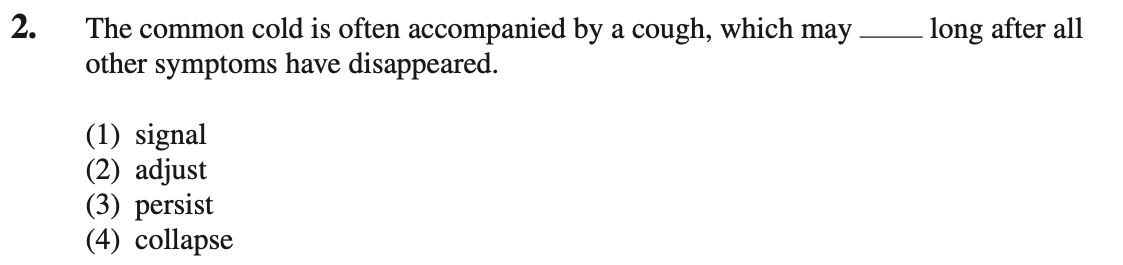 2. The common cold is often accompanied by a cough, which may ____ long after all
other symptoms have disappeared.
(1) signal
(2) adjust
(3) persist
(4) collapse